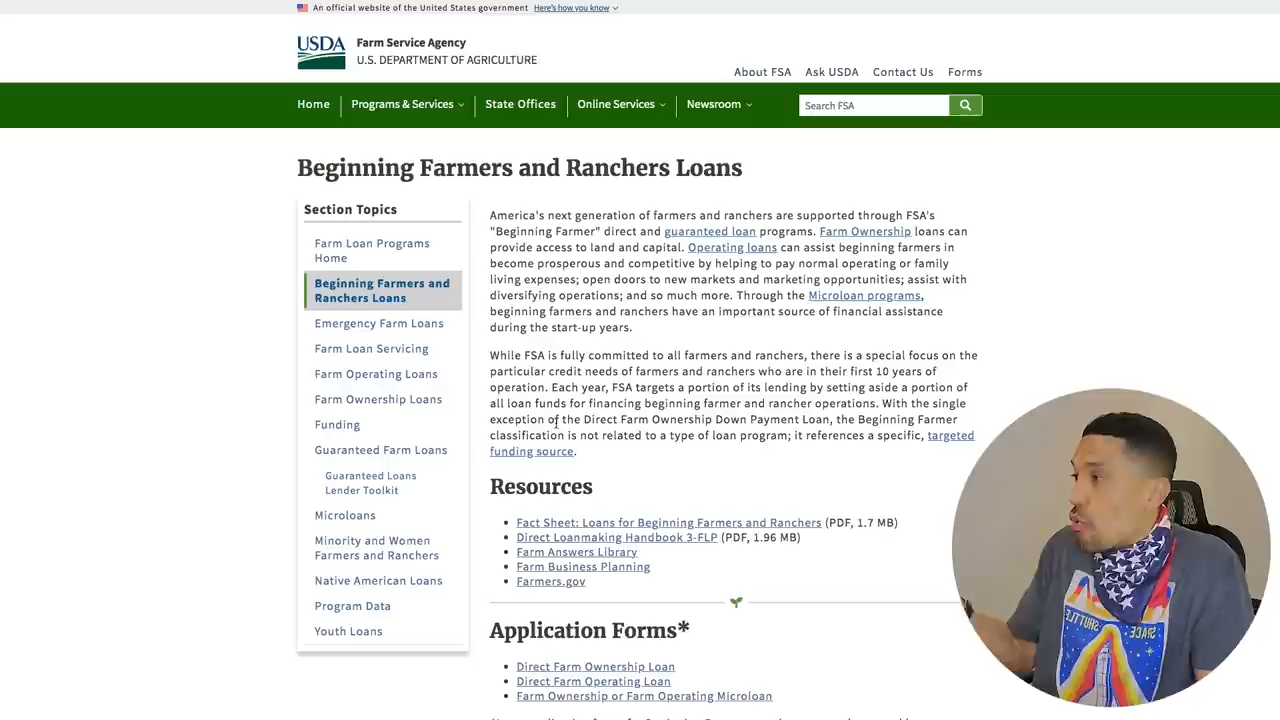 An official website of the United States government Here's how you know
USDA
Farm Service Agency
U.S. DEPARTMENT OF AGRICULTURE
About FSA Ask USDA Contact Us Forms
Home Programs & Services State Offices Online Services Newsroom Search FSA
Beginning Farmers and Ranchers Loans
Section Topics
Farm Loan Programs
Home
Beginning Farmers and
Ranchers Loans
Emergency Farm Loans
Farm Loan Servicing
Farm Operating Loans
Farm Ownership Loans
Funding
Guaranteed Farm Loans
Guaranteed Loans
Lender Toolkit
Microloans
Minority and Women
Farmers and Ranchers
Native American Loans
Program Data
Youth Loans
America's next generation of farmers and ranchers are supported through FSA's
"Beginning Farmer" direct and guaranteed loan programs. Farm Ownership loans can
provide access to land and capital. Operating loans can assist beginning farmers in
become prosperous and competitive by helping to pay normal operating or family
living expenses; open doors to new markets and marketing opportunities; assist with
diversifying operations; and so much more. Through the Microloan programs,
beginning farmers and ranchers have an important source of financial assistance
during the start-up years.
While FSA is fully committed to all farmers and ranchers, there is a special focus on the
particular credit needs of farmers and ranchers who are in their first 10 years of
operation. Each year, FSA targets a portion of its lending by setting aside a portion of
all loan funds for financing beginning farmer and rancher operations. With the single
exception of the Direct Farm Ownership Down Payment Loan, the Beginning Farmer
classification is not related to a type of loan program; it references a specific, targeted
funding source.
Resources
Fact Sheet: Loans for Beginning Farmers and Ranchers (PDF, 1.7 MB)
Direct Loanmaking Handbook 3-FLP (PDF, 1.96 MB)
Farm Answers Library
Farm Business Planning
Farmers.gov
Application Forms*
Direct Farm Ownership Loan
Direct Farm Operating Loan
Farm Ownership or Farm Operating Microloan
SPACE
SHUTTLE